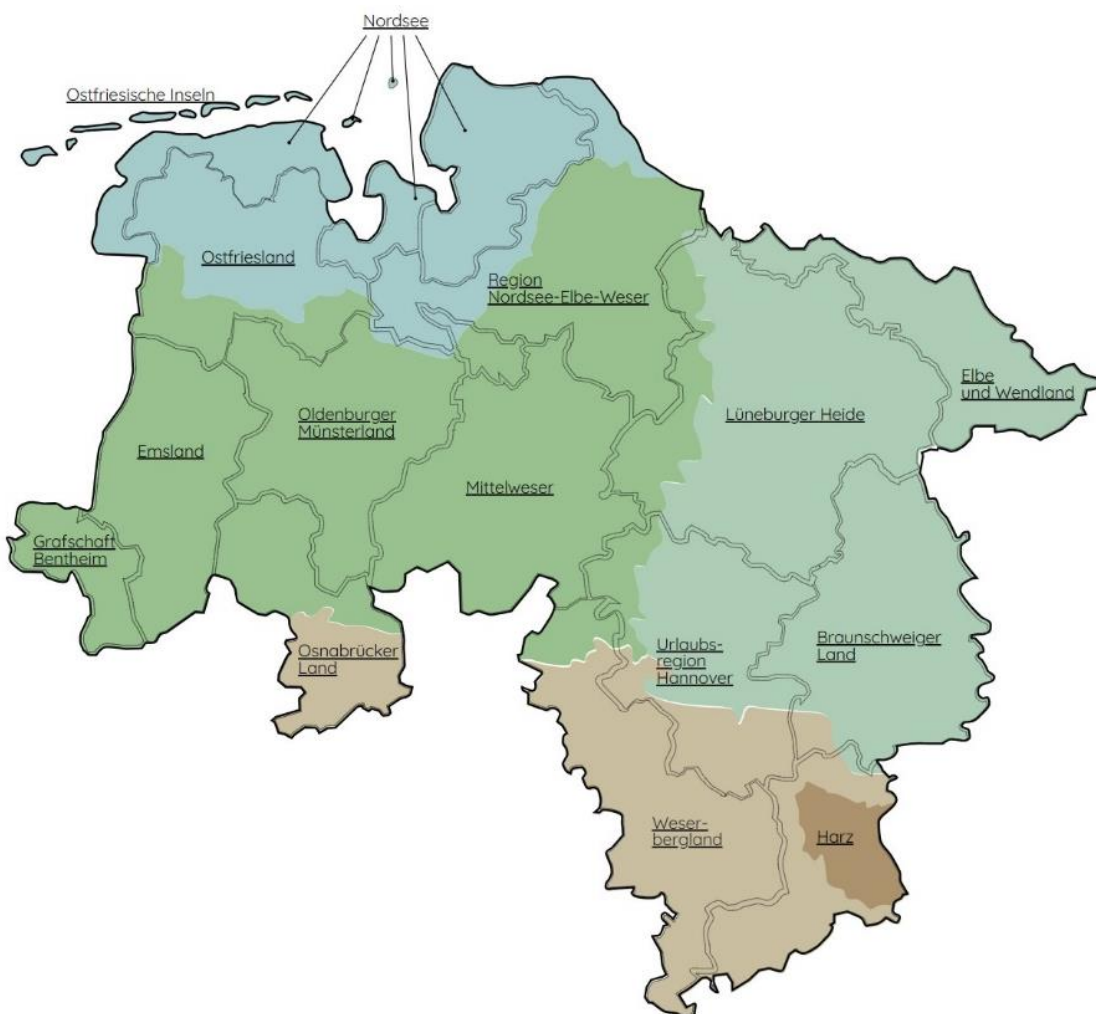 Nordsee
Ostfriesische Inseln
Ostfriesland
Region
Nordsee-Elbe-Weser
Elbe
und Wendland
Oldenburger
Münsterland
Lüneburger Heide
Emsland
Mittelweser
Grafschaft
Bentheim
Osnabrücker
Land
Urlaubs-
region
Hannover
Braunschweiger
Land
Weser-
bergland
Harz